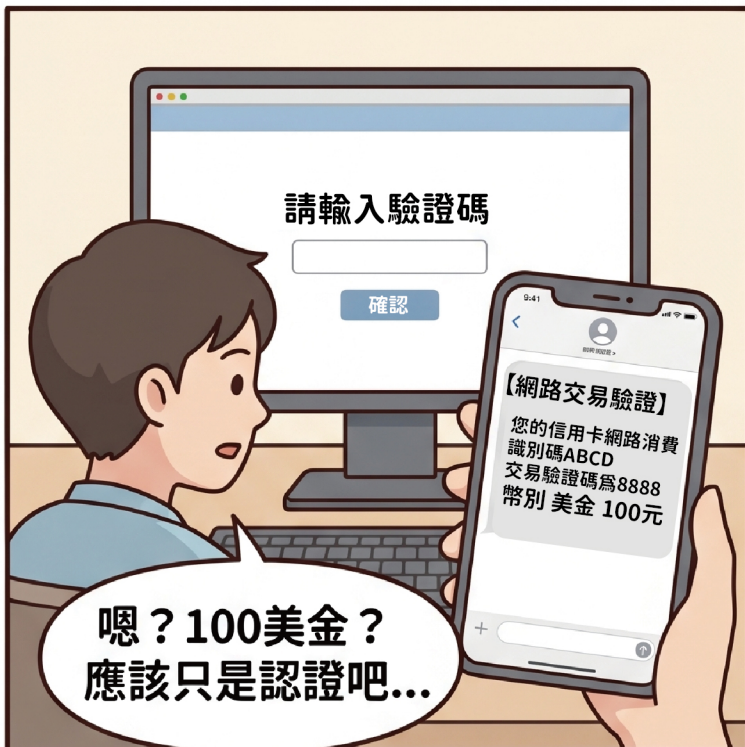 請輸入驗證碼
確認
9:41
【網路交易驗證】
您的信用卡網路消費
識別碼ABCD
交易驗證碼為8888
幣別 美金 100元
嗯？100美金？
應該只是認證吧...